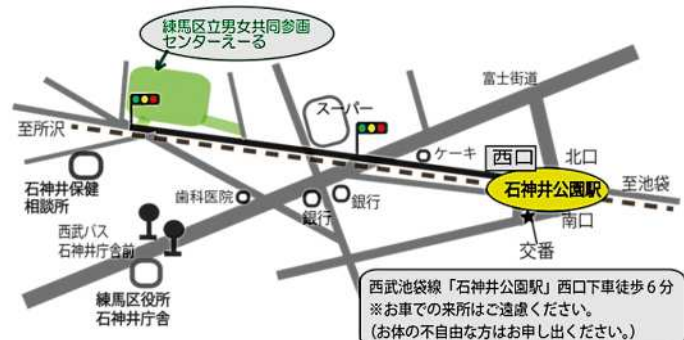 練馬区立男女共同参画
センターえーる
富士街道
スーパー
至所沢
ケーキ
西口
北口
石神井公園駅
至池袋
石神井保健
相談所
歯科医院
銀行
銀行
南口
交番
西武バス
石神井庁舎前
練馬区役所
石神井庁舎
西武池袋線「石神井公園駅」西口下車徒歩6分
※お車での来所はご遠慮ください。
(お体の不自由な方はお申し出ください。)